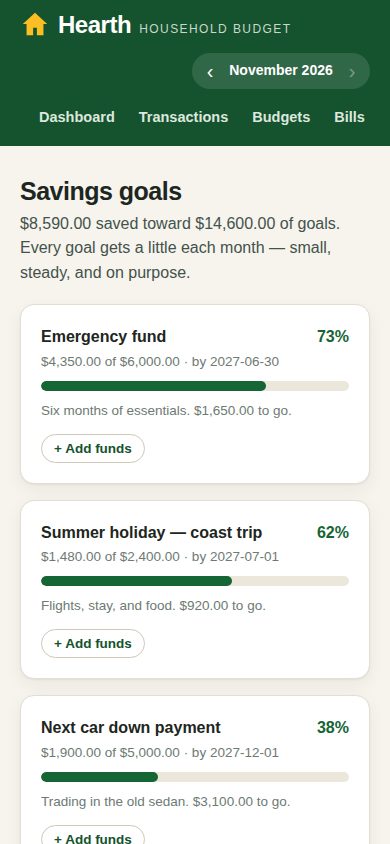 Hearth HOUSEHOLD BUDGET
‹ November 2026 ›
Dashboard Transactions Budgets Bills
Savings goals
$8,590.00 saved toward $14,600.00 of goals.
Every goal gets a little each month — small,
steady, and on purpose.
Emergency fund 73%
$4,350.00 of $6,000.00 · by 2027-06-30
Six months of essentials. $1,650.00 to go.
+ Add funds
Summer holiday — coast trip 62%
$1,480.00 of $2,400.00 · by 2027-07-01
Flights, stay, and food. $920.00 to go.
+ Add funds
Next car down payment 38%
$1,900.00 of $5,000.00 · by 2027-12-01
Trading in the old sedan. $3,100.00 to go.
+ Add funds